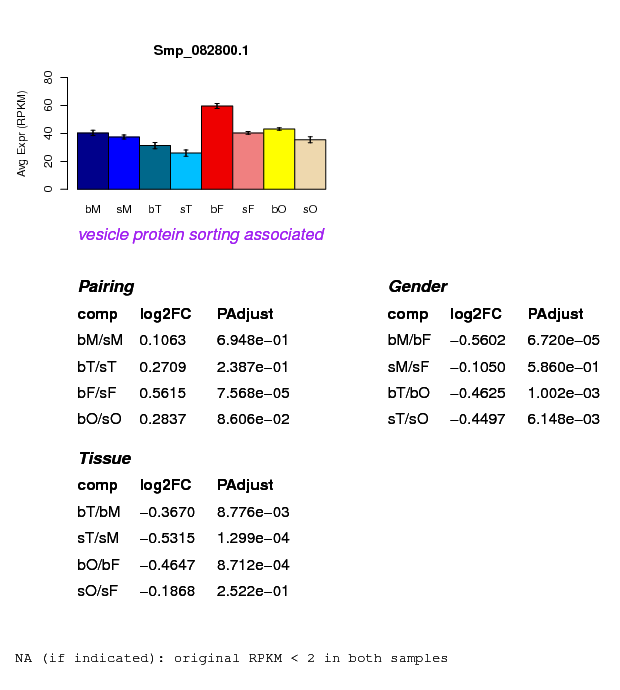 Smp_082800.1
Avg Expr (RPKM)
80
60
40
20
0
bM sM bT sT bF sF bO sO
vesicle protein sorting associated
Pairing
comp log2FC PAdjust
bM/sM 0.1063 6.948e−01
bT/sT 0.2709 2.387e−01
bF/sF 0.5615 7.568e−05
bO/sO 0.2837 8.606e−02
Gender
comp log2FC PAdjust
bM/bF −0.5602 6.720e−05
sM/sF −0.1050 5.860e−01
bT/bO −0.4625 1.002e−03
sT/sO −0.4497 6.148e−03
Tissue
comp log2FC PAdjust
bT/bM −0.3670 8.776e−03
sT/sM −0.5315 1.299e−04
bO/bF −0.4647 8.712e−04
sO/sF −0.1868 2.522e−01
NA (if indicated): original RPKM < 2 in both samples